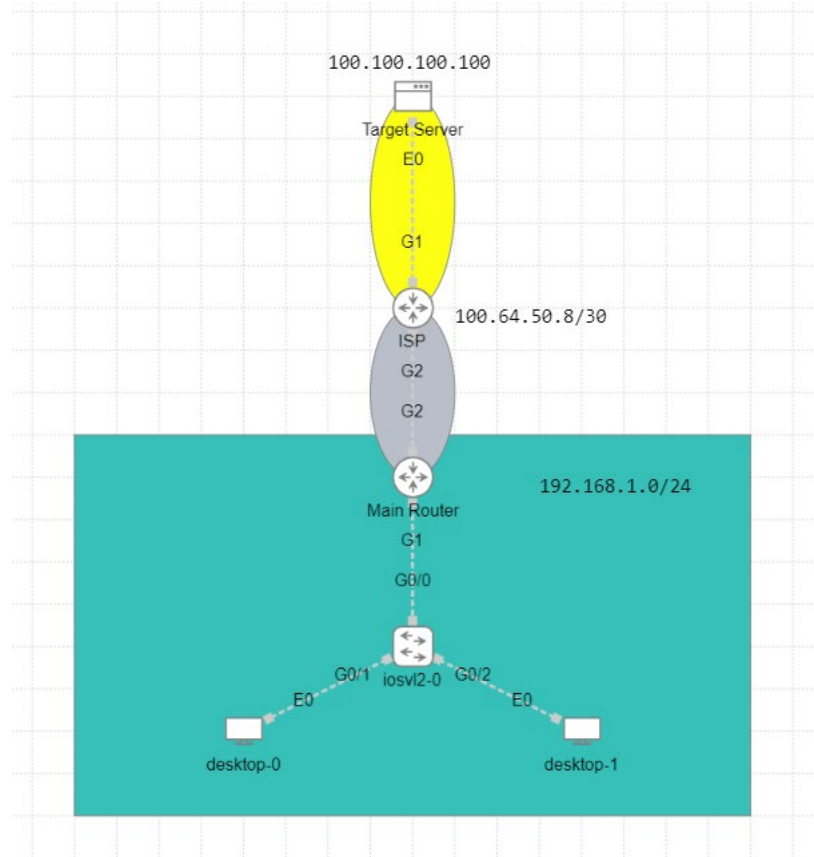 100.100.100.100
Target Server
E0
G1
100.64.50.8/30
ISP
G2
G2
192.168.1.0/24
Main Router
G1
G0/0
G0/1
iosvl2-0
G0/2
E0
E0
desktop-0
desktop-1